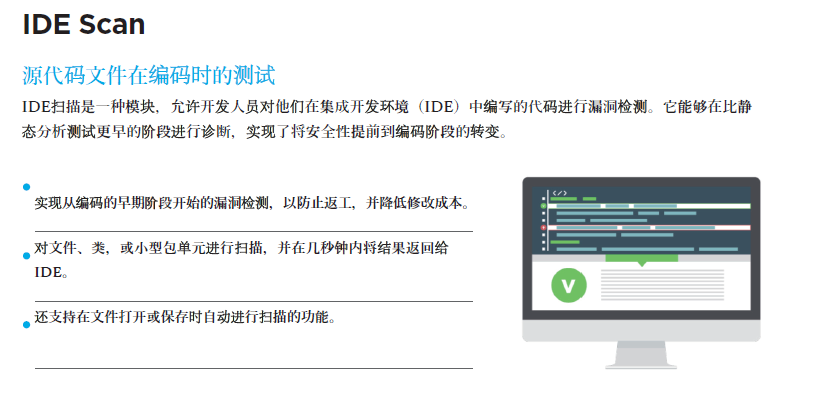 IDE Scan
源代码文件在编码时的测试
IDE扫描是一种模块，允许开发人员对他们在集成开发环境（IDE）中编写的代码进行漏洞检测。它能够在比静
态分析测试更早的阶段进行诊断，实现了将安全性提前到编码阶段的转变。
实现从编码的早期阶段开始的漏洞检测，以防止返工，并降低修改成本。
对文件、类，或小型包单元进行扫描，并在几秒钟内将结果返回给
IDE。
还支持在文件打开或保存时自动进行扫描的功能。
</>
V